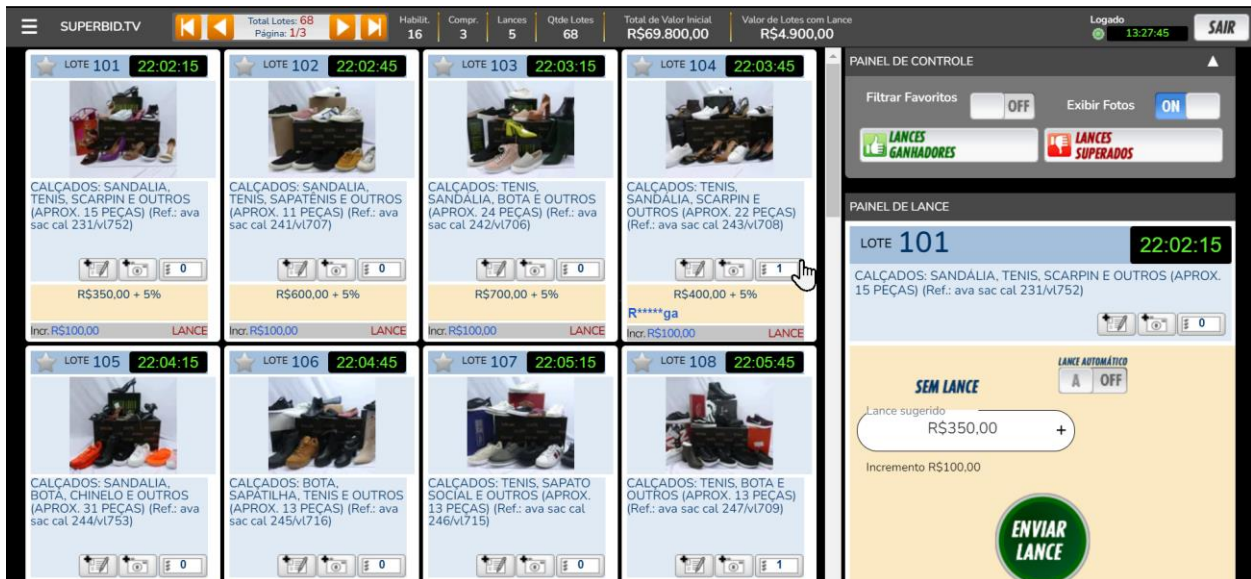 SUPERBID.TV
Total Lotes: 68
Página: 1/3
Habilit.
16
Compr.
3
Lances
5
Qtde Lotes
68
Total de Valor Inicial
R$69.800,00
Valor de Lotes com Lance
R$4.900,00
Logado
13:27:45
SAIR
LOTE 101 22:02:15
CALÇADOS: SANDALIA,
TENIS, SCARPIN E OUTROS
(APROX. 15 PEÇAS) (Ref.: ava
sac cal 231/vl752)
0
R$350,00 + 5%
Incr. R$100,00 LANCE
LOTE 102 22:02:45
CALÇADOS: SANDALIA,
TENIS, SAPATÊNIS E OUTROS
(APROX. 11 PEÇAS) (Ref.: ava
sac cal 241/vl707)
0
R$600,00 + 5%
Incr. R$100,00 LANCE
LOTE 103 22:03:15
CALÇADOS: TENIS,
SANDÁLIA, BOTA E OUTROS
(APROX. 24 PEÇAS) (Ref.: ava
sac cal 242/vl706)
0
R$700,00 + 5%
Incr. R$100,00 LANCE
LOTE 104 22:03:45
CALÇADOS: TENIS,
SANDÁLIA, SCARPIN E
OUTROS (APROX. 22 PEÇAS)
(Ref.: ava sac cal 243/vl708)
1
R$400,00 + 5%
R*****ga
Incr. R$100,00 LANCE
LOTE 105 22:04:15
CALÇADOS: SANDALIA,
BOTA, CHINELO E OUTROS
(APROX. 31 PEÇAS) (Ref.: ava
sac cal 244/vl753)
0
LOTE 106 22:04:45
CALÇADOS: BOTA,
SAPATILHA, TENIS E OUTROS
(APROX. 13 PEÇAS) (Ref.: ava
sac cal 245/vl716)
0
LOTE 107 22:05:15
CALÇADOS: TENIS, SAPATO
SOCIAL E OUTROS (APROX.
13 PEÇAS) (Ref.: ava sac cal
246/vl715)
0
LOTE 108 22:05:45
CALÇADOS: TENIS, BOTA E
OUTROS (APROX. 13 PEÇAS)
(Ref.: ava sac cal 247/vl709)
1
PAINEL DE CONTROLE
Filtrar Favoritos OFF
Exibir Fotos ON
LANCES
GANHADORES
LANCES
SUPERADOS
PAINEL DE LANCE
LOTE 101 22:02:15
CALÇADOS: SANDÁLIA, TENIS, SCARPIN E OUTROS (APROX.
15 PEÇAS) (Ref.: ava sac cal 231/vl752)
0
SEM LANCE
LANCE AUTOMÁTICO
A OFF
Lance sugerido
R$350,00 +
Incremento R$100,00
ENVIAR
LANCE